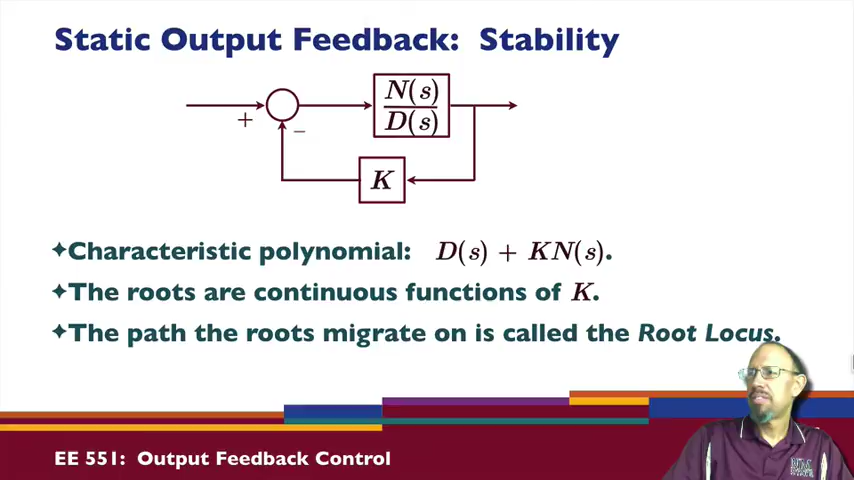 Static Output Feedback: Stability
N(s)
D(s)
+
−
K
✦Characteristic polynomial: D(s) + KN(s).
✦The roots are continuous functions of K.
✦The path the roots migrate on is called the Root Locus.
EE 551: Output Feedback Control